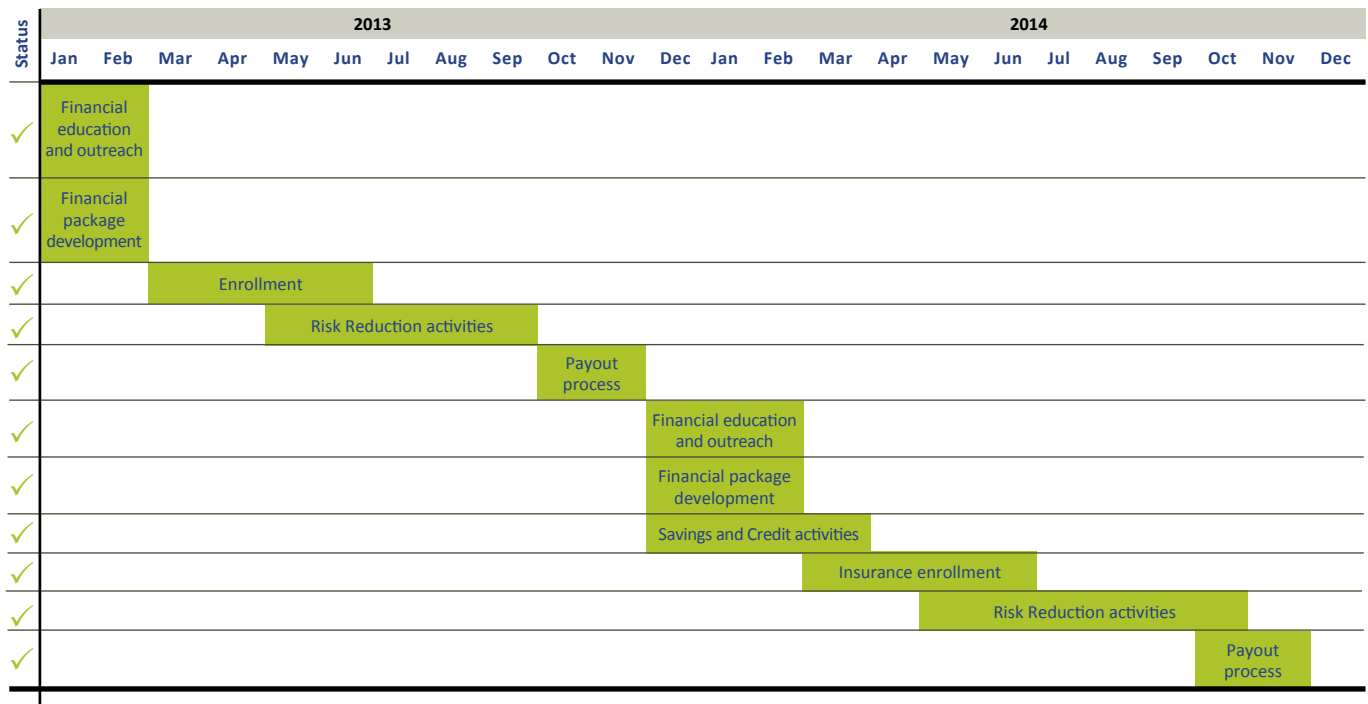 Status
2013
2014
Jan Feb Mar Apr May Jun Jul Aug Sep Oct Nov Dec Jan Feb Mar Apr May Jun Jul Aug Sep Oct Nov Dec
Financial
education
and outreach
Financial
package
development
Enrollment
Risk Reduction activities
Payout
process
Financial education
and outreach
Financial package
development
Savings and Credit activities
Insurance enrollment
Risk Reduction activities
Payout
process